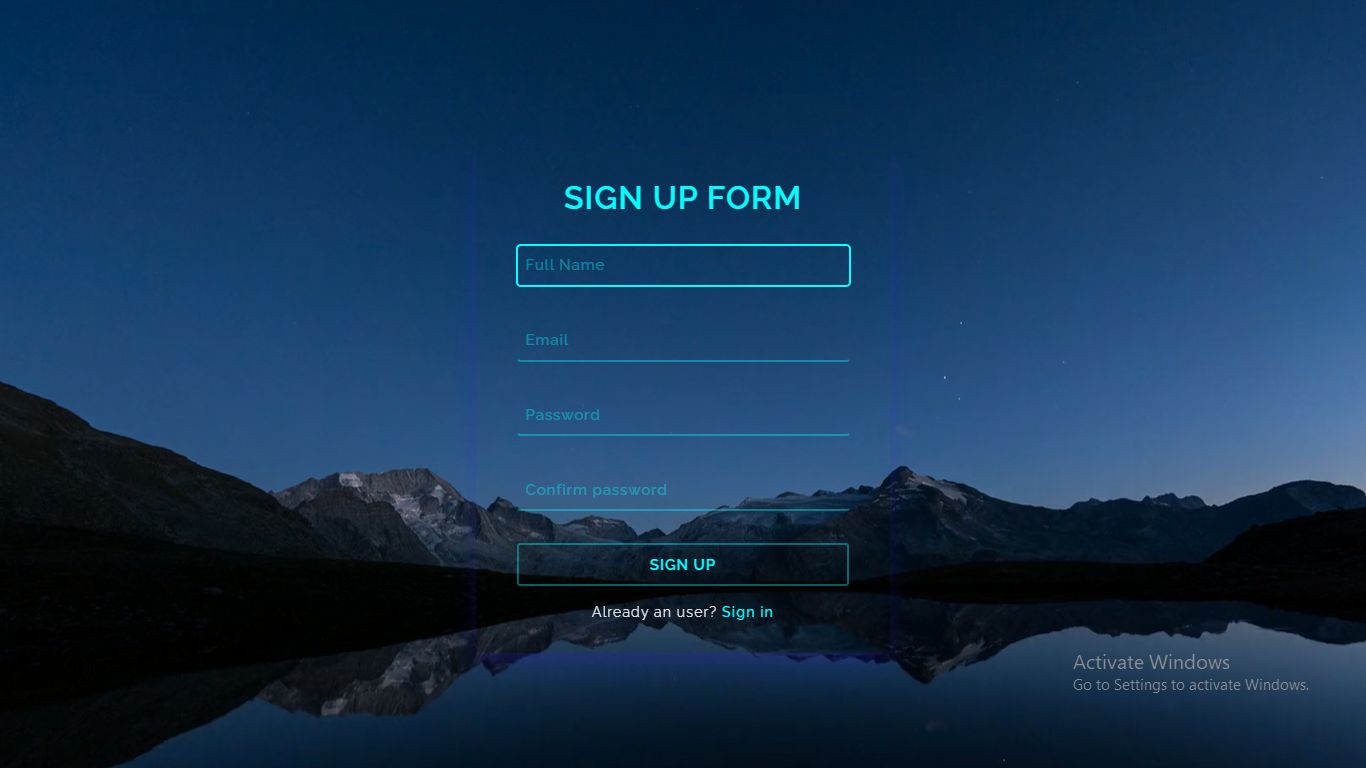 SIGN UP FORM
Full Name
Email
Password
Confirm password
SIGN UP
Already an user? Sign in
Activate Windows
Go to Settings to activate Windows.